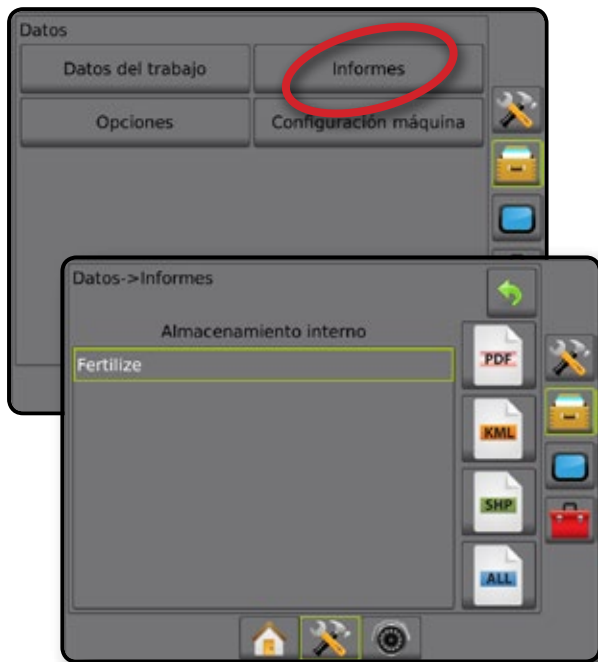 Datos
Datos del trabajo
Informes
Opciones
Configuración máquina
Datos->Informes
Almacenamiento interno
Fertilize
PDF
KML
SHP
ALL